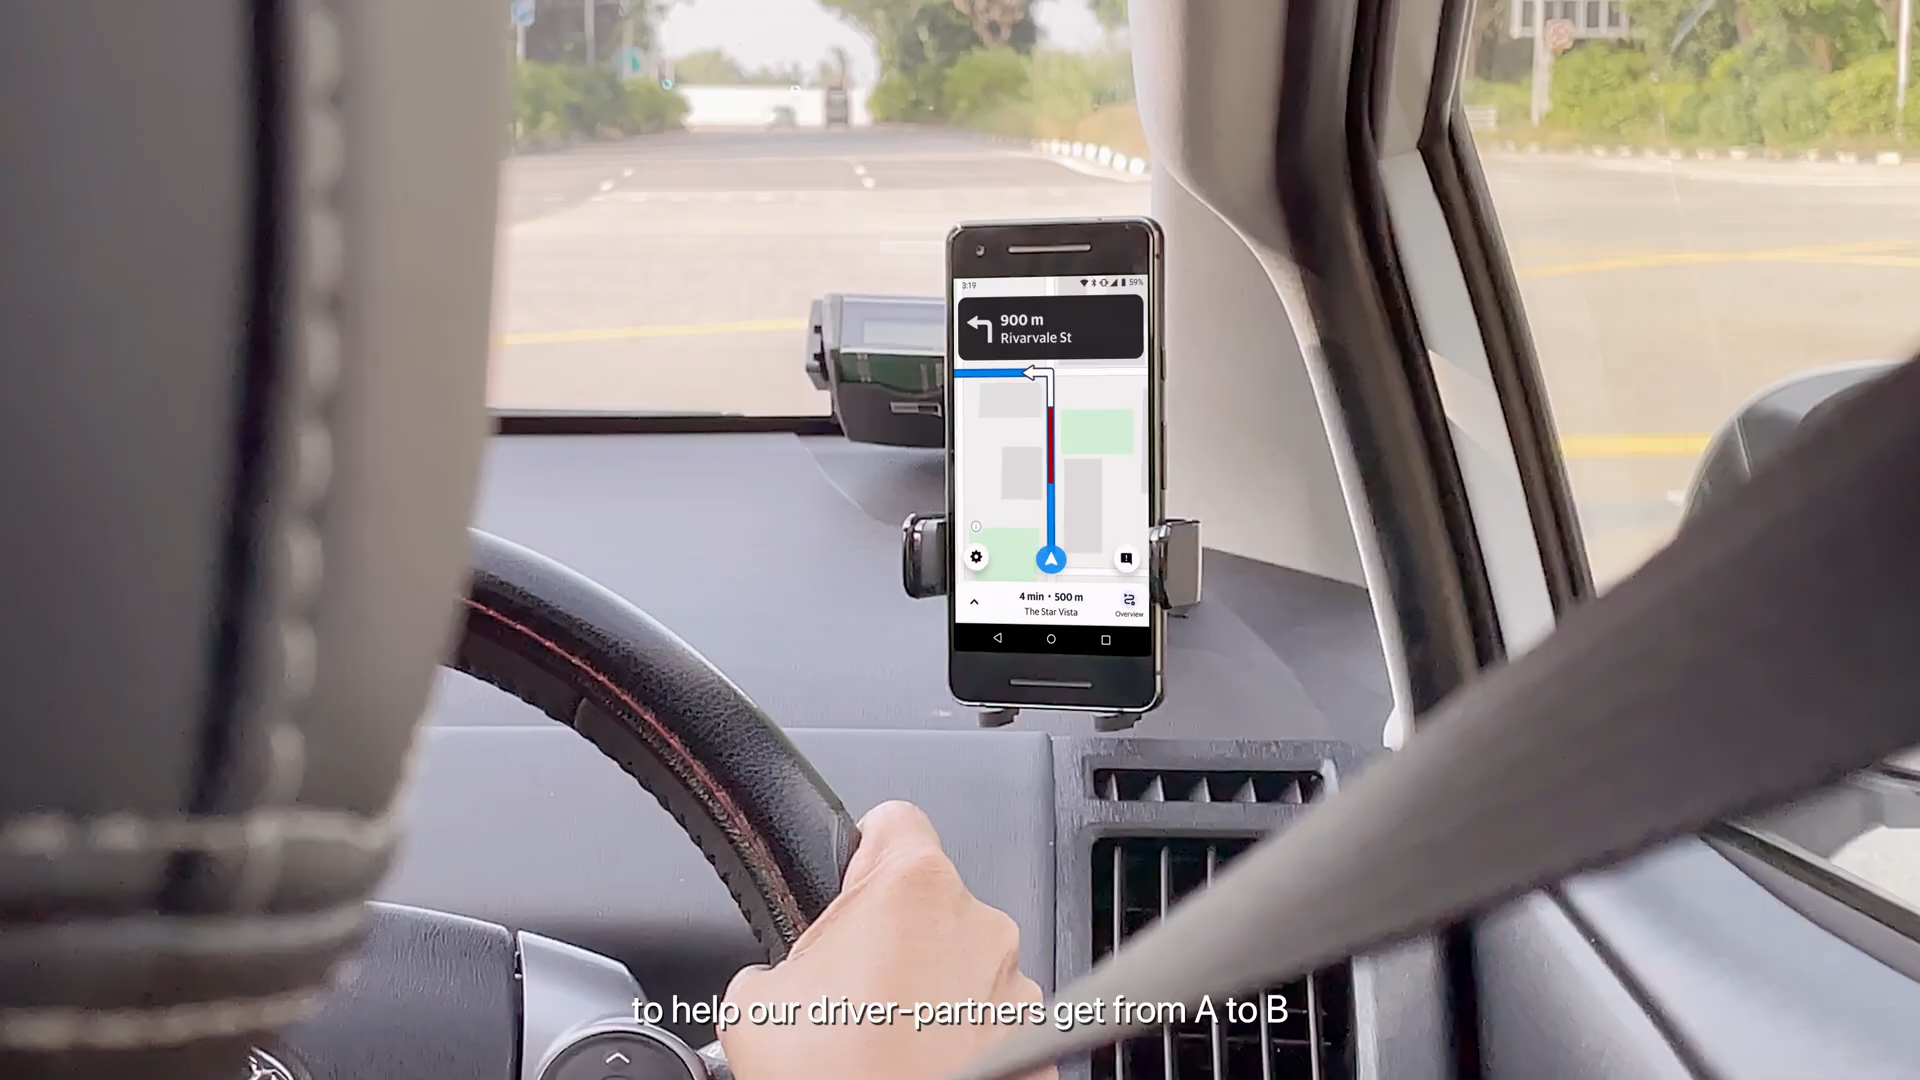 3:19
59%
900 m
Rivarvale St
4 min • 500 m
The Star Vista
Overview
to help our driver-partners get from A to B